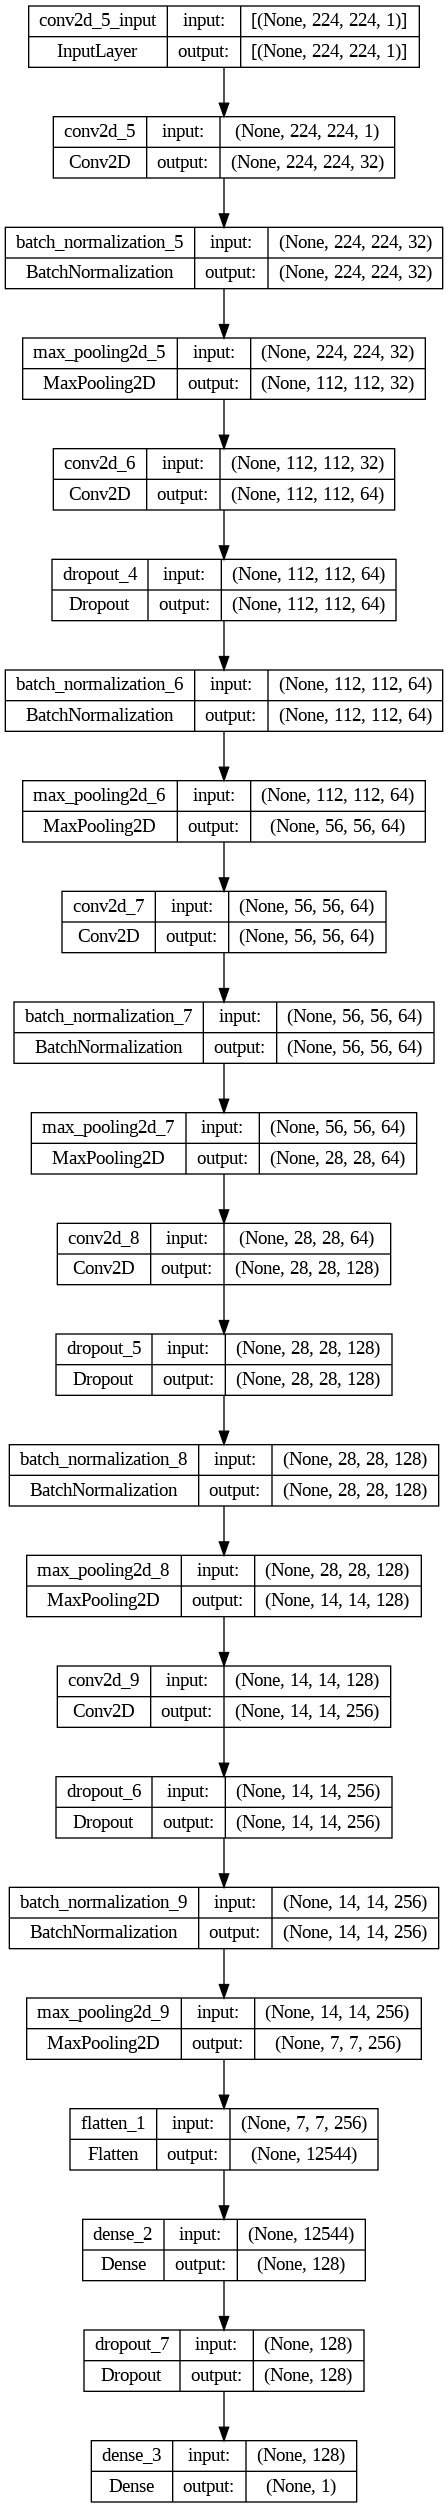 conv2d_5_input input: [(None, 224, 224, 1)]
InputLayer output: [(None, 224, 224, 1)]
conv2d_5 input: (None, 224, 224, 1)
Conv2D output: (None, 224, 224, 32)
batch_normalization_5 input: (None, 224, 224, 32)
BatchNormalization output: (None, 224, 224, 32)
max_pooling2d_5 input: (None, 224, 224, 32)
MaxPooling2D output: (None, 112, 112, 32)
conv2d_6 input: (None, 112, 112, 32)
Conv2D output: (None, 112, 112, 64)
dropout_4 input: (None, 112, 112, 64)
Dropout output: (None, 112, 112, 64)
batch_normalization_6 input: (None, 112, 112, 64)
BatchNormalization output: (None, 112, 112, 64)
max_pooling2d_6 input: (None, 112, 112, 64)
MaxPooling2D output: (None, 56, 56, 64)
conv2d_7 input: (None, 56, 56, 64)
Conv2D output: (None, 56, 56, 64)
batch_normalization_7 input: (None, 56, 56, 64)
BatchNormalization output: (None, 56, 56, 64)
max_pooling2d_7 input: (None, 56, 56, 64)
MaxPooling2D output: (None, 28, 28, 64)
conv2d_8 input: (None, 28, 28, 64)
Conv2D output: (None, 28, 28, 128)
dropout_5 input: (None, 28, 28, 128)
Dropout output: (None, 28, 28, 128)
batch_normalization_8 input: (None, 28, 28, 128)
BatchNormalization output: (None, 28, 28, 128)
max_pooling2d_8 input: (None, 28, 28, 128)
MaxPooling2D output: (None, 14, 14, 128)
conv2d_9 input: (None, 14, 14, 128)
Conv2D output: (None, 14, 14, 256)
dropout_6 input: (None, 14, 14, 256)
Dropout output: (None, 14, 14, 256)
batch_normalization_9 input: (None, 14, 14, 256)
BatchNormalization output: (None, 14, 14, 256)
max_pooling2d_9 input: (None, 14, 14, 256)
MaxPooling2D output: (None, 7, 7, 256)
flatten_1 input: (None, 7, 7, 256)
Flatten output: (None, 12544)
dense_2 input: (None, 12544)
Dense output: (None, 128)
dropout_7 input: (None, 128)
Dropout output: (None, 128)
dense_3 input: (None, 128)
Dense output: (None, 1)